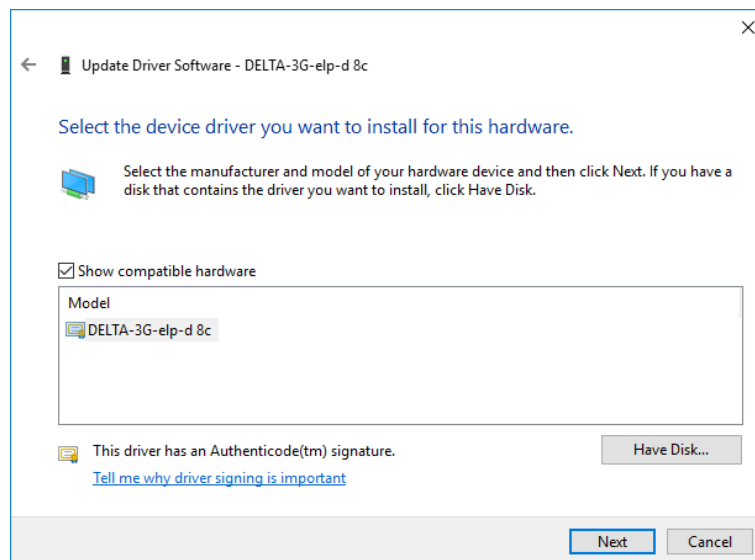 Update Driver Software - DELTA-3G-elp-d 8c
Select the device driver you want to install for this hardware.
Select the manufacturer and model of your hardware device and then click Next. If you have a
disk that contains the driver you want to install, click Have Disk.
Show compatible hardware
Model
DELTA-3G-elp-d 8c
This driver has an Authenticode(tm) signature.
Have Disk...
Tell me why driver signing is important
Next
Cancel